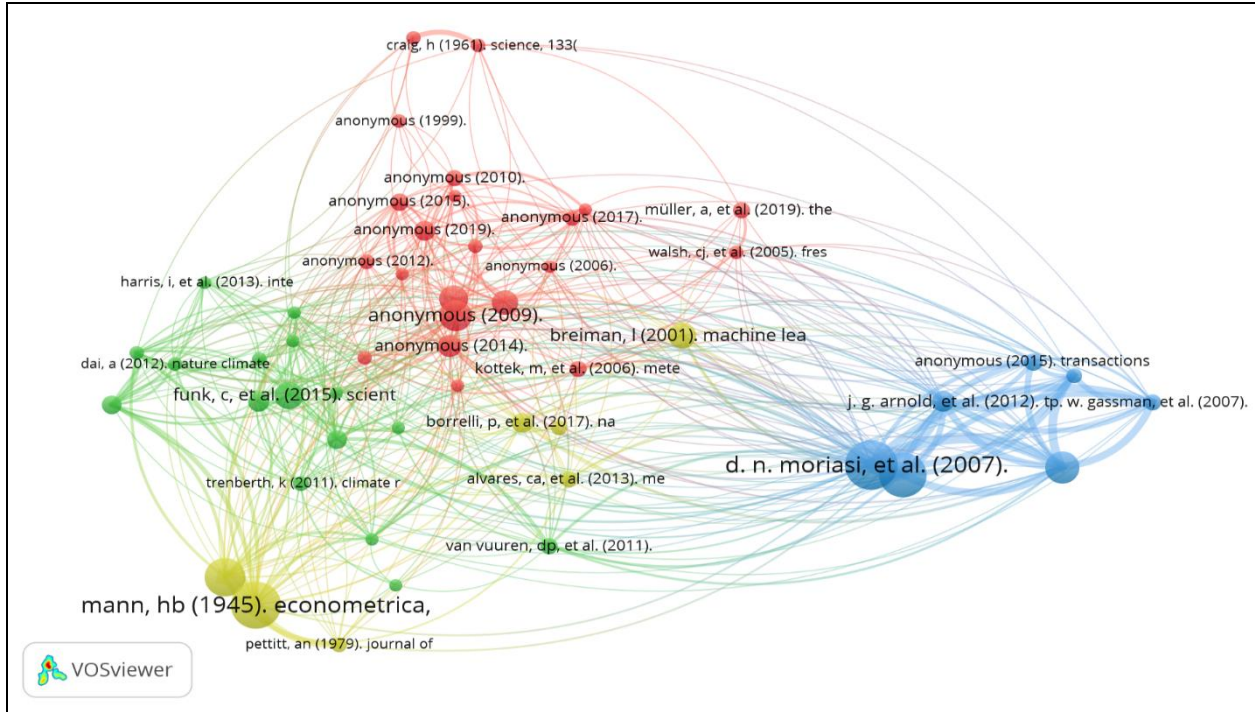 craig, h (1961). science, 133(
anonymous (1999).
anonymous (2010).
anonymous (2015).
anonymous (2017).
müller, a, et al. (2019). the
anonymous (2019).
walsh, cj, et al. (2005). fres
anonymous (2012).
anonymous (2006).
harris, i, et al. (2013). inte
anonymous (2009).
breiman, l (2001). machine lea
anonymous (2014).
dai, a (2012). nature climate
anonymous (2015). transactions
kottek, m, et al. (2006). mete
funk, c, et al. (2015). scient
j. g. arnold, et al. (2012). t
p. w. gassman, et al. (2007).
borrelli, p, et al. (2017). na
d. n. moriasi, et al. (2007).
alvares, ca, et al. (2013). me
trenberth, k (2011). climate r
van vuuren, dp, et al. (2011).
mann, hb (1945). econometrica,
pettitt, an (1979). journal of
VOSviewer